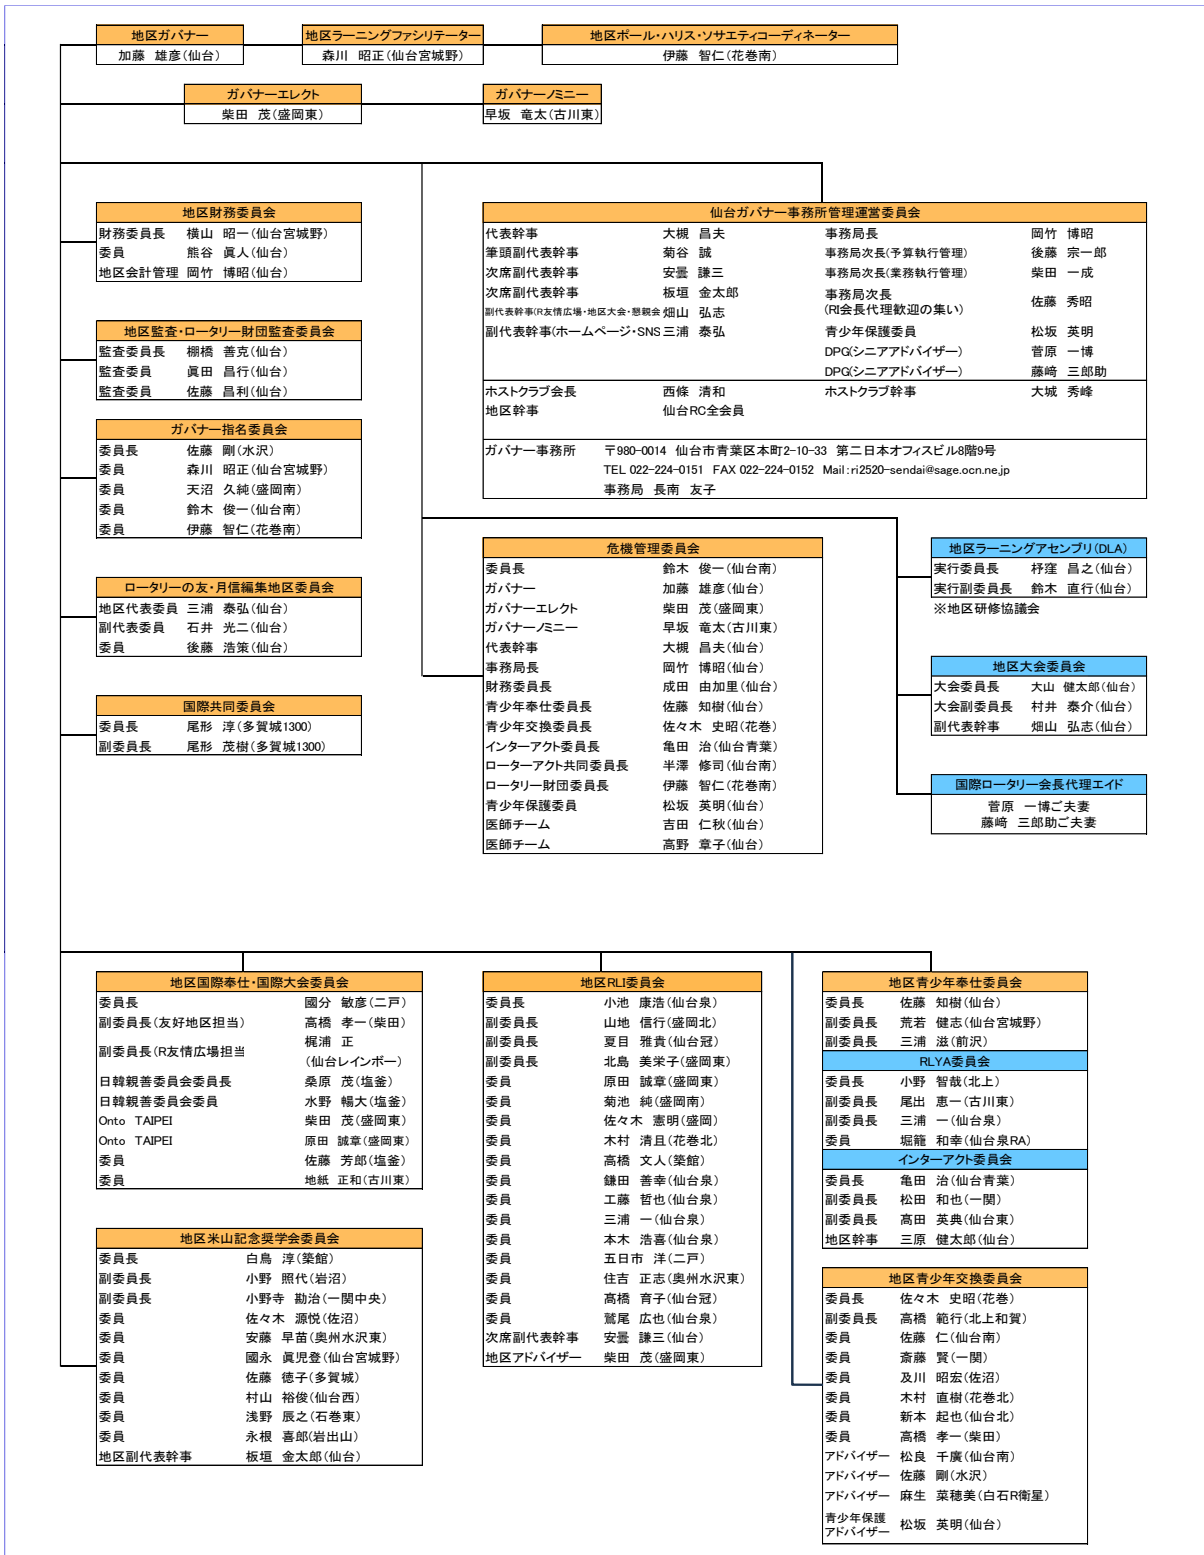 地区ガバナー
加藤 雄彦(仙台)
地区ラーニングファシリテーター
森川 昭正(仙台宮城野)
地区ポール・ハリス・ソサエティコーディネーター
伊藤 智仁(花巻南)
ガバナーエレクト
柴田 茂(盛岡東)
ガバナーノミニー
早坂 竜太(古川東)
地区財務委員会
財務委員長 横山 昭一(仙台宮城野)
委員 熊谷 眞人(仙台)
地区会計管理 岡竹 博昭(仙台)
地区監査・ロータリー財団監査委員会
監査委員長 棚橋 善克(仙台)
監査委員 眞田 昌行(仙台)
監査委員 佐藤 昌利(仙台)
ガバナー指名委員会
委員長 佐藤 剛(水沢)
委員 森川 昭正(仙台宮城野)
委員 天沼 久純(盛岡南)
委員 鈴木 俊一(仙台南)
委員 伊藤 智仁(花巻南)
ロータリーの友・月信編集地区委員会
地区代表委員 三浦 泰弘(仙台)
副代表委員 石井 光二(仙台)
委員 後藤 浩策(仙台)
国際共同委員会
委員長 尾形 淳(多賀城1300)
副委員長 尾形 茂樹(多賀城1300)
仙台ガバナー事務所管理運営委員会
代表幹事 大槻 昌夫 事務局長 岡竹 博昭
筆頭副代表幹事 菊谷 誠 事務局次長(予算執行管理) 後藤 宗一郎
次席副代表幹事 安曇 謙三 事務局次長(業務執行管理) 柴田 一成
次席副代表幹事 板垣 金太郎 事務局次長
(RI会長代理歓迎の集い) 佐藤 秀昭
副代表幹事(R友情広場・地区大会・懇親会 畑山 弘志
副代表幹事(ホームページ・SNS 三浦 泰弘 青少年保護委員 松坂 英明
DPG(シニアアドバイザー) 菅原 一博
DPG(シニアアドバイザー) 藤﨑 三郎助
ホストクラブ会長 西條 清和 ホストクラブ幹事 大城 秀峰
地区幹事 仙台RC全会員
ガバナー事務所 〒980-0014 仙台市青葉区本町2-10-33 第二日本オフィスビル8階9号
TEL 022-224-0151 FAX 022-224-0152 Mail:ri2520-sendai@sage.ocn.ne.jp
事務局 長南 友子
危機管理委員会
委員長 鈴木 俊一(仙台南)
ガバナー 加藤 雄彦(仙台)
ガバナーエレクト 柴田 茂(盛岡東)
ガバナーノミニー 早坂 竜太(古川東)
代表幹事 大槻 昌夫(仙台)
事務局長 岡竹 博昭(仙台)
財務委員長 成田 由加里(仙台)
青少年奉仕委員長 佐藤 知樹(仙台)
青少年交換委員長 佐々木 史昭(花巻)
インターアクト委員長 亀田 治(仙台青葉)
ローターアクト共同委員長 半澤 修司(仙台南)
ロータリー財団委員長 伊藤 智仁(花巻南)
青少年保護委員 松坂 英明(仙台)
医師チーム 吉田 仁秋(仙台)
医師チーム 高野 章子(仙台)
地区ラーニングアセンブリ(DLA)
実行委員長 桴窪 昌之(仙台)
実行副委員長 鈴木 直行(仙台)
※地区研修協議会
地区大会委員会
大会委員長 大山 健太郎(仙台)
大会副委員長 村井 泰介(仙台)
副代表幹事 畑山 弘志(仙台)
国際ロータリー会長代理エイド
菅原 一博ご夫妻
藤﨑 三郎助ご夫妻
地区国際奉仕・国際大会委員会
委員長 國分 敏彦(二戸)
副委員長(友好地区担当) 高橋 孝一(柴田)
副委員長(R友情広場担当 梶浦 正
(仙台レインボー)
日韓親善委員会委員長 桑原 茂(塩釜)
日韓親善委員会委員 水野 暢大(塩釜)
Onto TAIPEI 柴田 茂(盛岡東)
Onto TAIPEI 原田 誠章(盛岡東)
委員 佐藤 芳郎(塩釜)
委員 地紙 正和(古川東)
地区米山記念奨学会委員会
委員長 白鳥 淳(築館)
副委員長 小野 照代(岩沼)
副委員長 小野寺 勘治(一関中央)
委員 佐々木 源悦(佐沼)
委員 安藤 早苗(奥州水沢東)
委員 國永 眞児登(仙台宮城野)
委員 佐藤 徳子(多賀城)
委員 村山 裕俊(仙台西)
委員 浅野 辰之(石巻東)
委員 永根 喜郎(岩出山)
地区副代表幹事 板垣 金太郎(仙台)
地区RLI委員会
委員長 小池 康浩(仙台泉)
副委員長 山地 信行(盛岡北)
副委員長 夏目 雅貴(仙台冠)
副委員長 北島 美栄子(盛岡東)
委員 原田 誠章(盛岡東)
委員 菊池 純(盛岡南)
委員 佐々木 憲明(盛岡)
委員 木村 清且(花巻北)
委員 高橋 文人(築館)
委員 鎌田 善幸(仙台泉)
委員 工藤 哲也(仙台泉)
委員 三浦 一(仙台泉)
委員 本木 浩喜(仙台泉)
委員 五日市 洋(二戸)
委員 住吉 正志(奥州水沢東)
委員 髙橋 育子(仙台冠)
委員 鷲尾 広也(仙台泉)
次席副代表幹事 安曇 謙三(仙台)
地区アドバイザー 柴田 茂(盛岡東)
地区青少年奉仕委員会
委員長 佐藤 知樹(仙台)
副委員長 荒若 健志(仙台宮城野)
副委員長 三浦 滋(前沢)
RLYA委員会
委員長 小野 智哉(北上)
副委員長 尾出 恵一(古川東)
副委員長 三浦 一(仙台泉)
委員 堀籠 和幸(仙台泉RA)
インターアクト委員会
委員長 亀田 治(仙台青葉)
副委員長 松田 和也(一関)
副委員長 高田 英典(仙台東)
地区幹事 三原 健太郎(仙台)
地区青少年交換委員会
委員長 佐々木 史昭(花巻)
副委員長 高橋 範行(北上和賀)
委員 佐藤 仁(仙台南)
委員 斎藤 賢(一関)
委員 及川 昭宏(佐沼)
委員 木村 直樹(花巻北)
委員 新本 起也(仙台北)
委員 高橋 孝一(柴田)
アドバイザー 松良 千廣(仙台南)
アドバイザー 佐藤 剛(水沢)
アドバイザー 麻生 菜穂美(白石R衛星)
青少年保護
アドバイザー 松坂 英明(仙台)